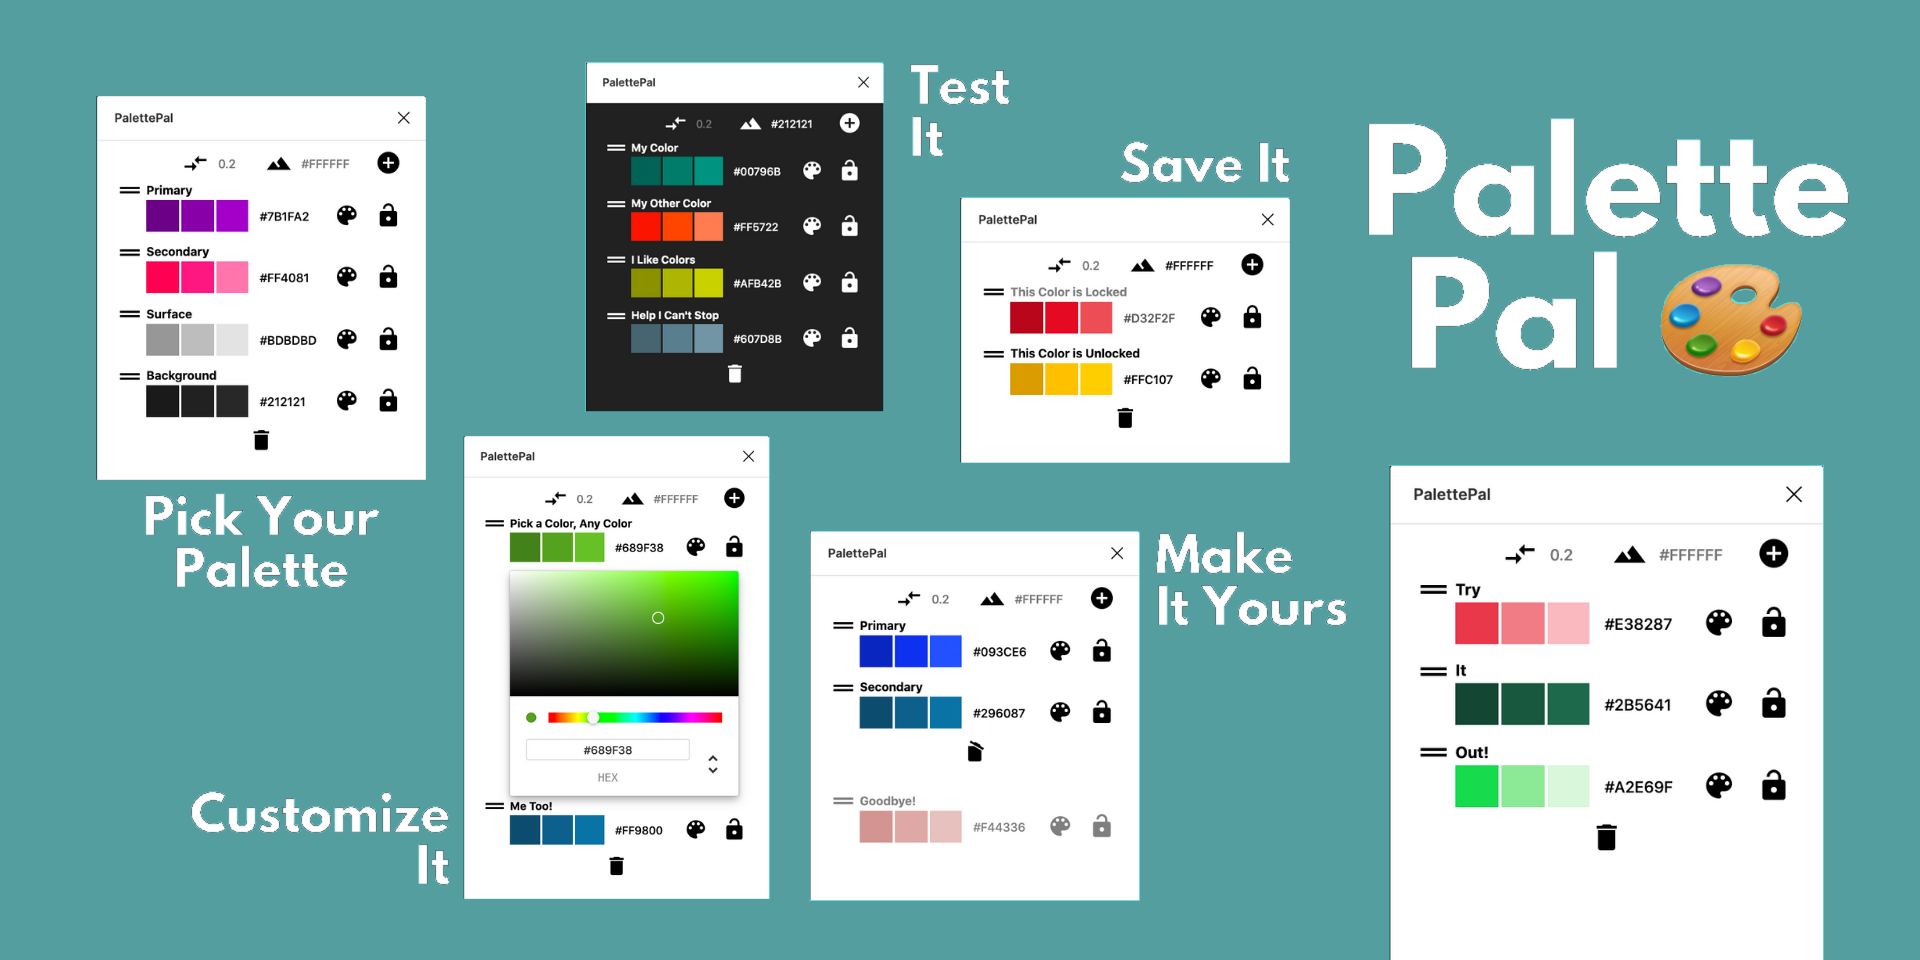 PalettePal
0.2 #FFFFFF
Primary
#7B1FA2
Secondary
#FF4081
Surface
#BDBDBD
Background
#212121
Pick Your
Palette
PalettePal
0.2 #212121
My Color
#00796B
My Other Color
#FF5722
I Like Colors
#AFB42B
Help I Can't Stop
#607D8B
Test
It
Save It
PalettePal
0.2 #FFFFFF
This Color is Locked
#D32F2F
This Color is Unlocked
#FFC107
Palette
Pal
PalettePal
0.2 #FFFFFF
Pick a Color, Any Color
#689F38
#689F38
HEX
Me Too!
#FF9800
Customize
It
PalettePal
0.2 #FFFFFF
Primary
#093CE6
Secondary
#296087
Goodbye!
#F44336
Make
It Yours
PalettePal
0.2 #FFFFFF
Try
#E38287
It
#2B5641
Out!
#A2E69F